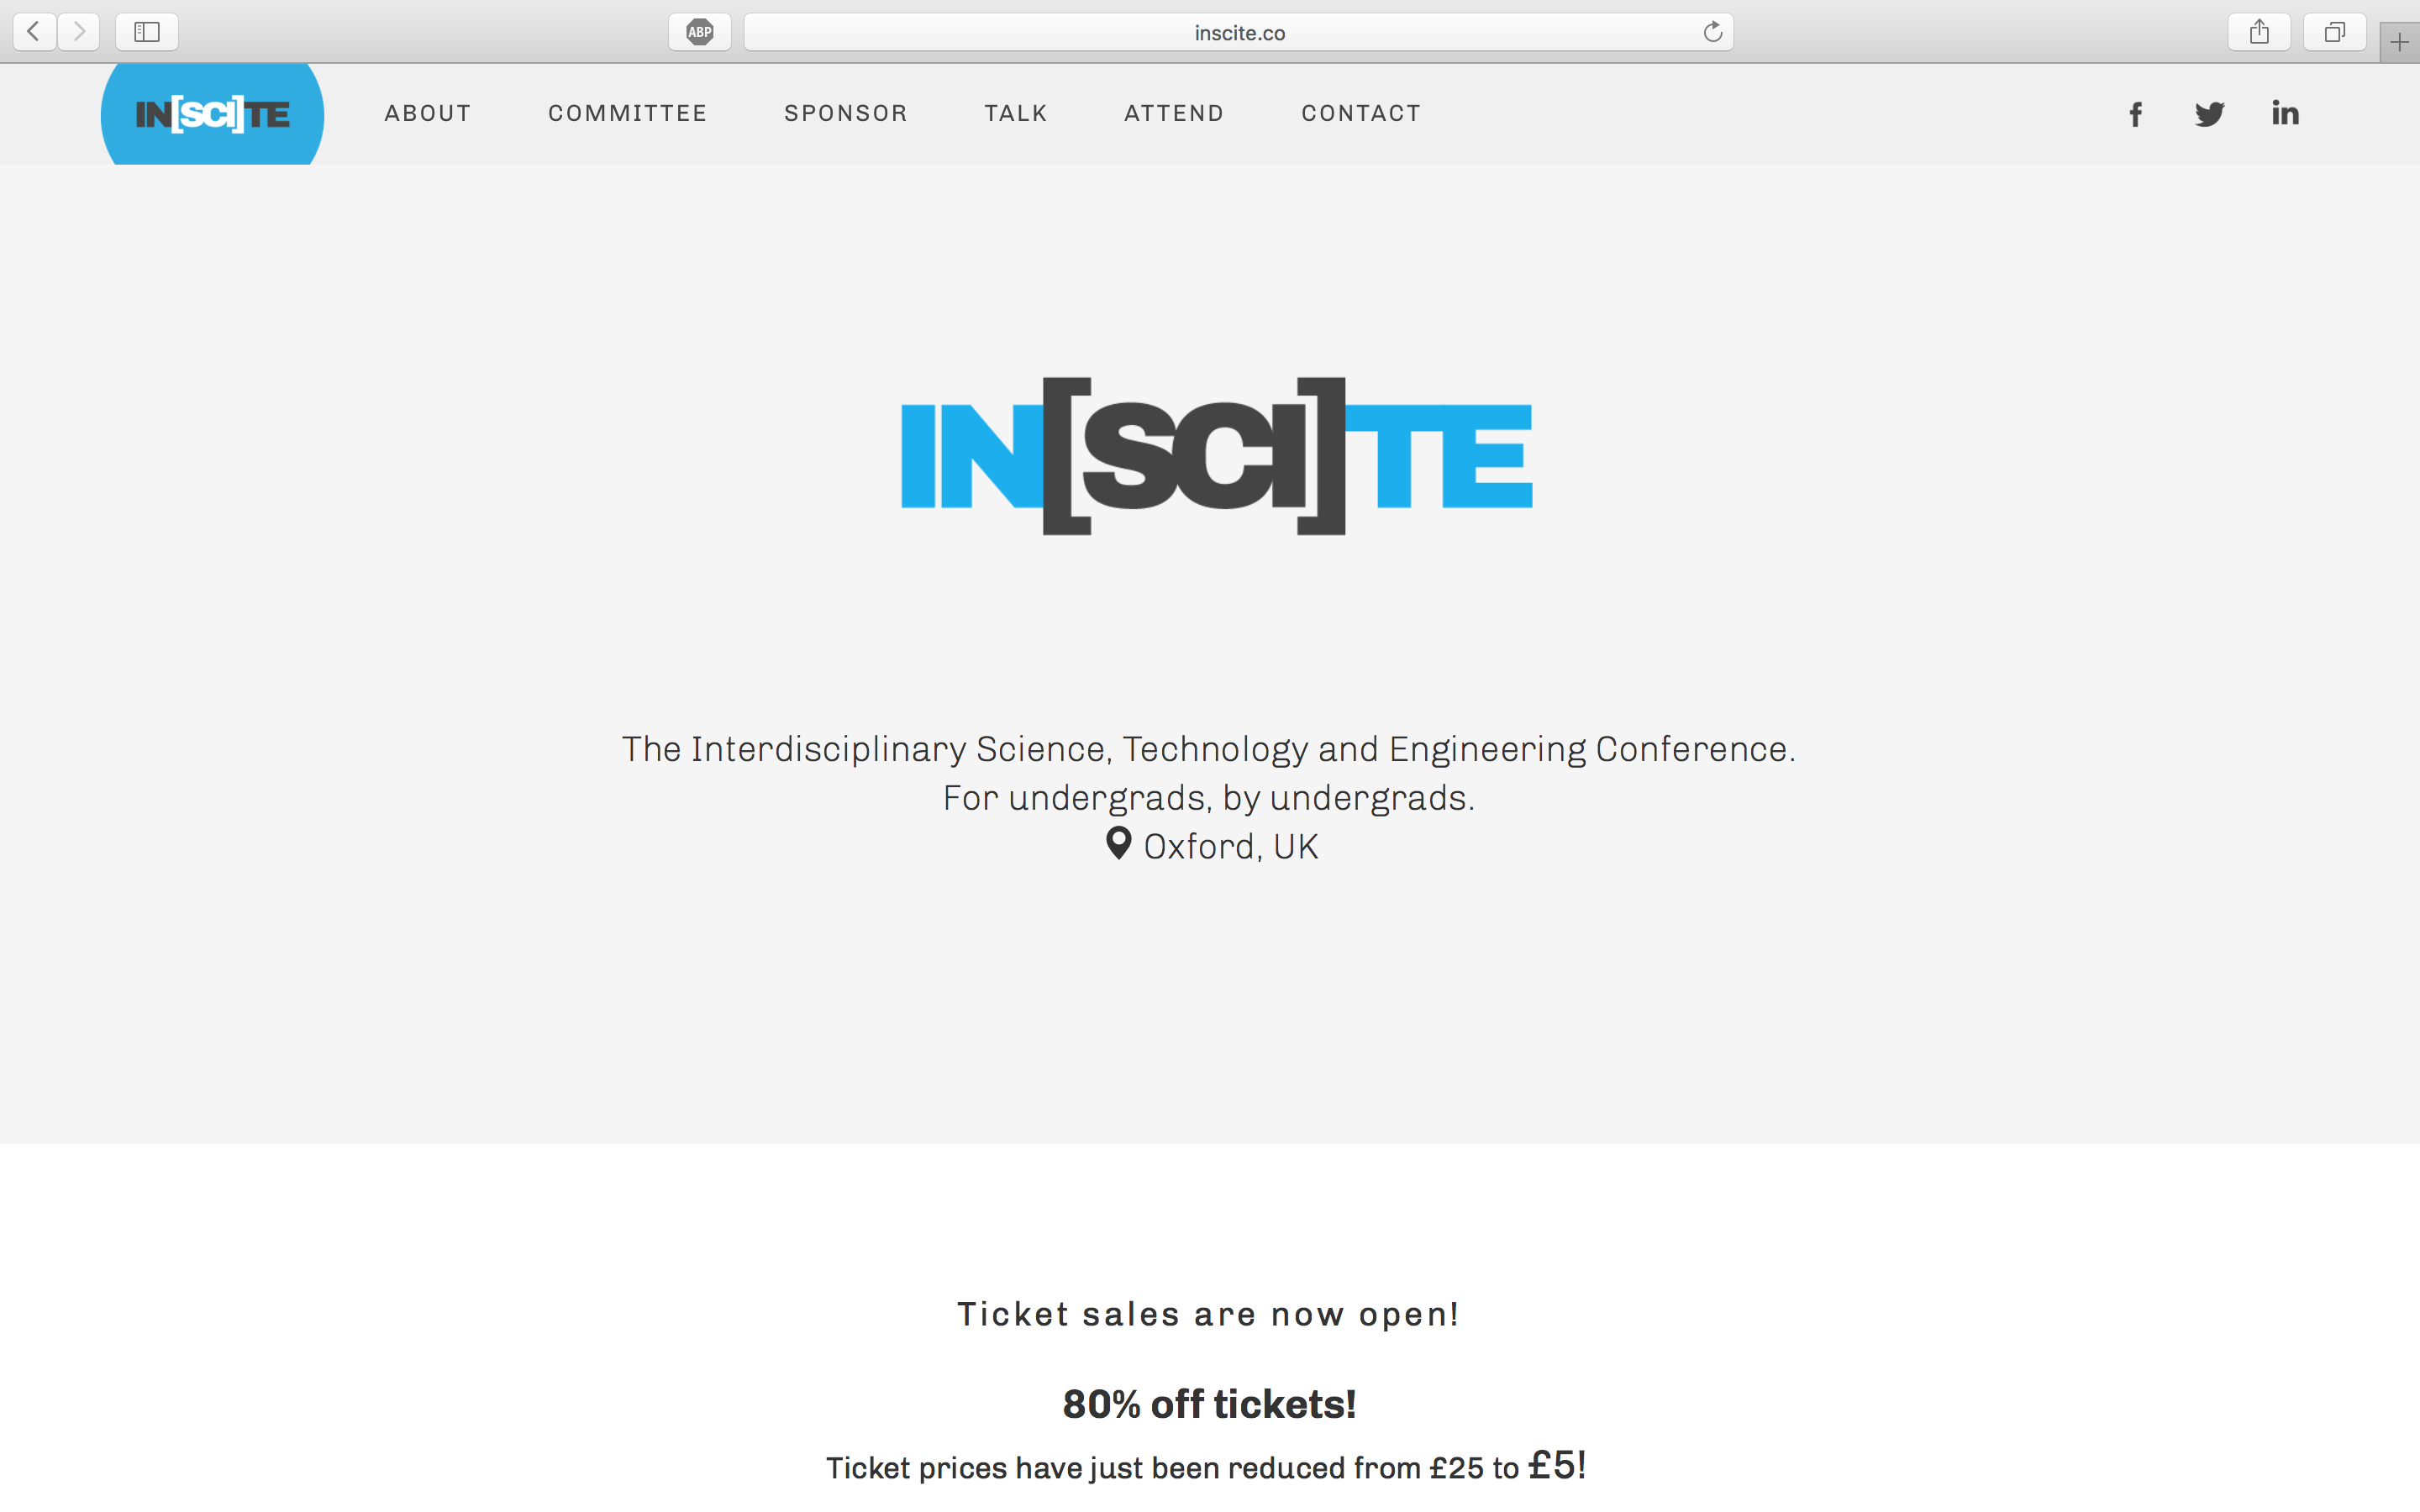 ABP
inscite.co
IN[SCI]TE
ABOUT COMMITTEE SPONSOR TALK ATTEND CONTACT
f in
IN[SCI]TE
The Interdisciplinary Science, Technology and Engineering Conference.
For undergrads, by undergrads.
Oxford, UK
Ticket sales are now open!
80% off tickets!
Ticket prices have just been reduced from £25 to £5!